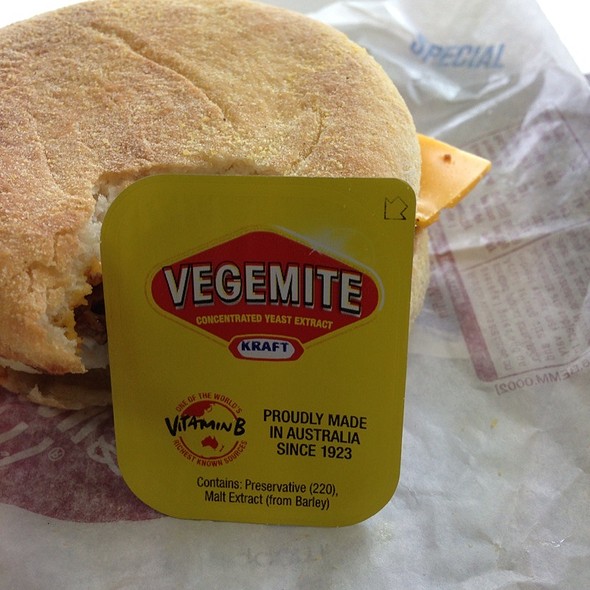 SPECIAL
VEGEMITE
CONCENTRATED YEAST EXTRACT
KRAFT
ONE OF THE WORLD'S
VITAMIN B
RICHEST KNOWN SOURCES
PROUDLY MADE
IN AUSTRALIA
SINCE 1923
Contains: Preservative (220),
Malt Extract (from Barley)